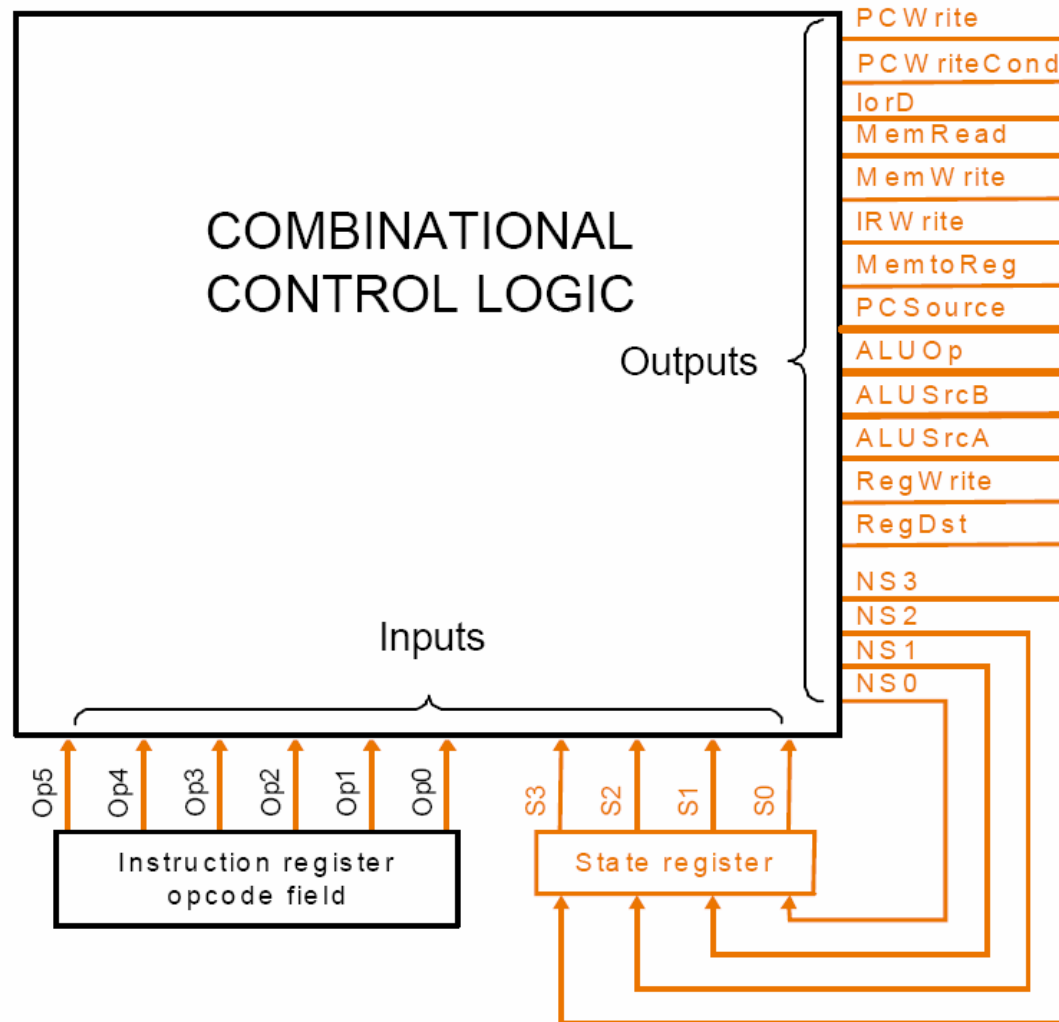 PCWrite
PCWriteCond
IorD
MemRead
MemWrite
IRWrite
MemtoReg
PCSource
ALUOp
ALUSrcB
ALUSrcA
RegWrite
RegDst
NS3
NS2
NS1
NS0
COMBINATIONAL
CONTROL LOGIC
Outputs
Inputs
Op5
Op4
Op3
Op2
Op1
Op0
S3
S2
S1
S0
Instruction register
opcode field
State register